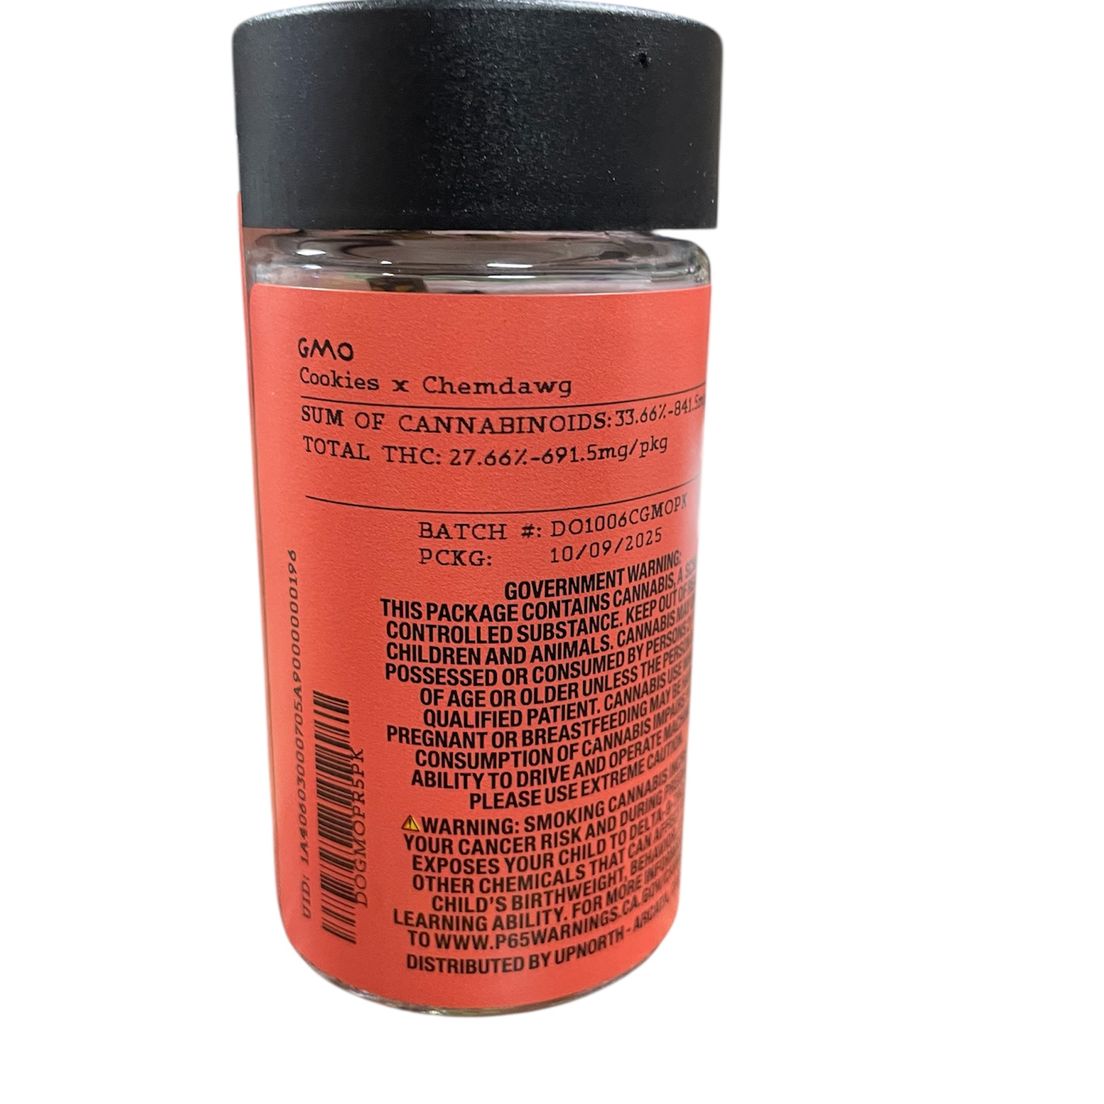 GMO
Cookies x Chemdawg
SUM OF CANNABINOIDS:33.66%-841.5m
TOTAL THC: 27.66%-691.5mg/pkg
BATCH #: DO1006CGMOPK
PCKG: 10/09/2025
GOVERNMENT WARNING:
THIS PACKAGE CONTAINS CANNABIS, A
CONTROLLED SUBSTANCE. KEEP OUT OF
CHILDREN AND ANIMALS. CANNABIS MAY
POSSESSED OR CONSUMED BY PERSONS
OF AGE OR OLDER UNLESS THE
QUALIFIED PATIENT. CANNABIS USE
PREGNANT OR BREASTFEEDING MAY BE
CONSUMPTION OF CANNABIS IMPAIRS
ABILITY TO DRIVE AND OPERATE
PLEASE USE EXTREME CAUTION.
WARNING: SMOKING CANNABIS
YOUR CANCER RISK AND DURING
EXPOSES YOUR CHILD TO DELTA-9-
OTHER CHEMICALS THAT CAN
CHILD'S BIRTHWEIGHT,
LEARNING ABILITY. FOR MORE
TO WWW.P65WARNINGS.CA.GOV/
DISTRIBUTED BY UPNORTH -
UID: 1A4060300000705A9000000196
DOGMOPR5PK